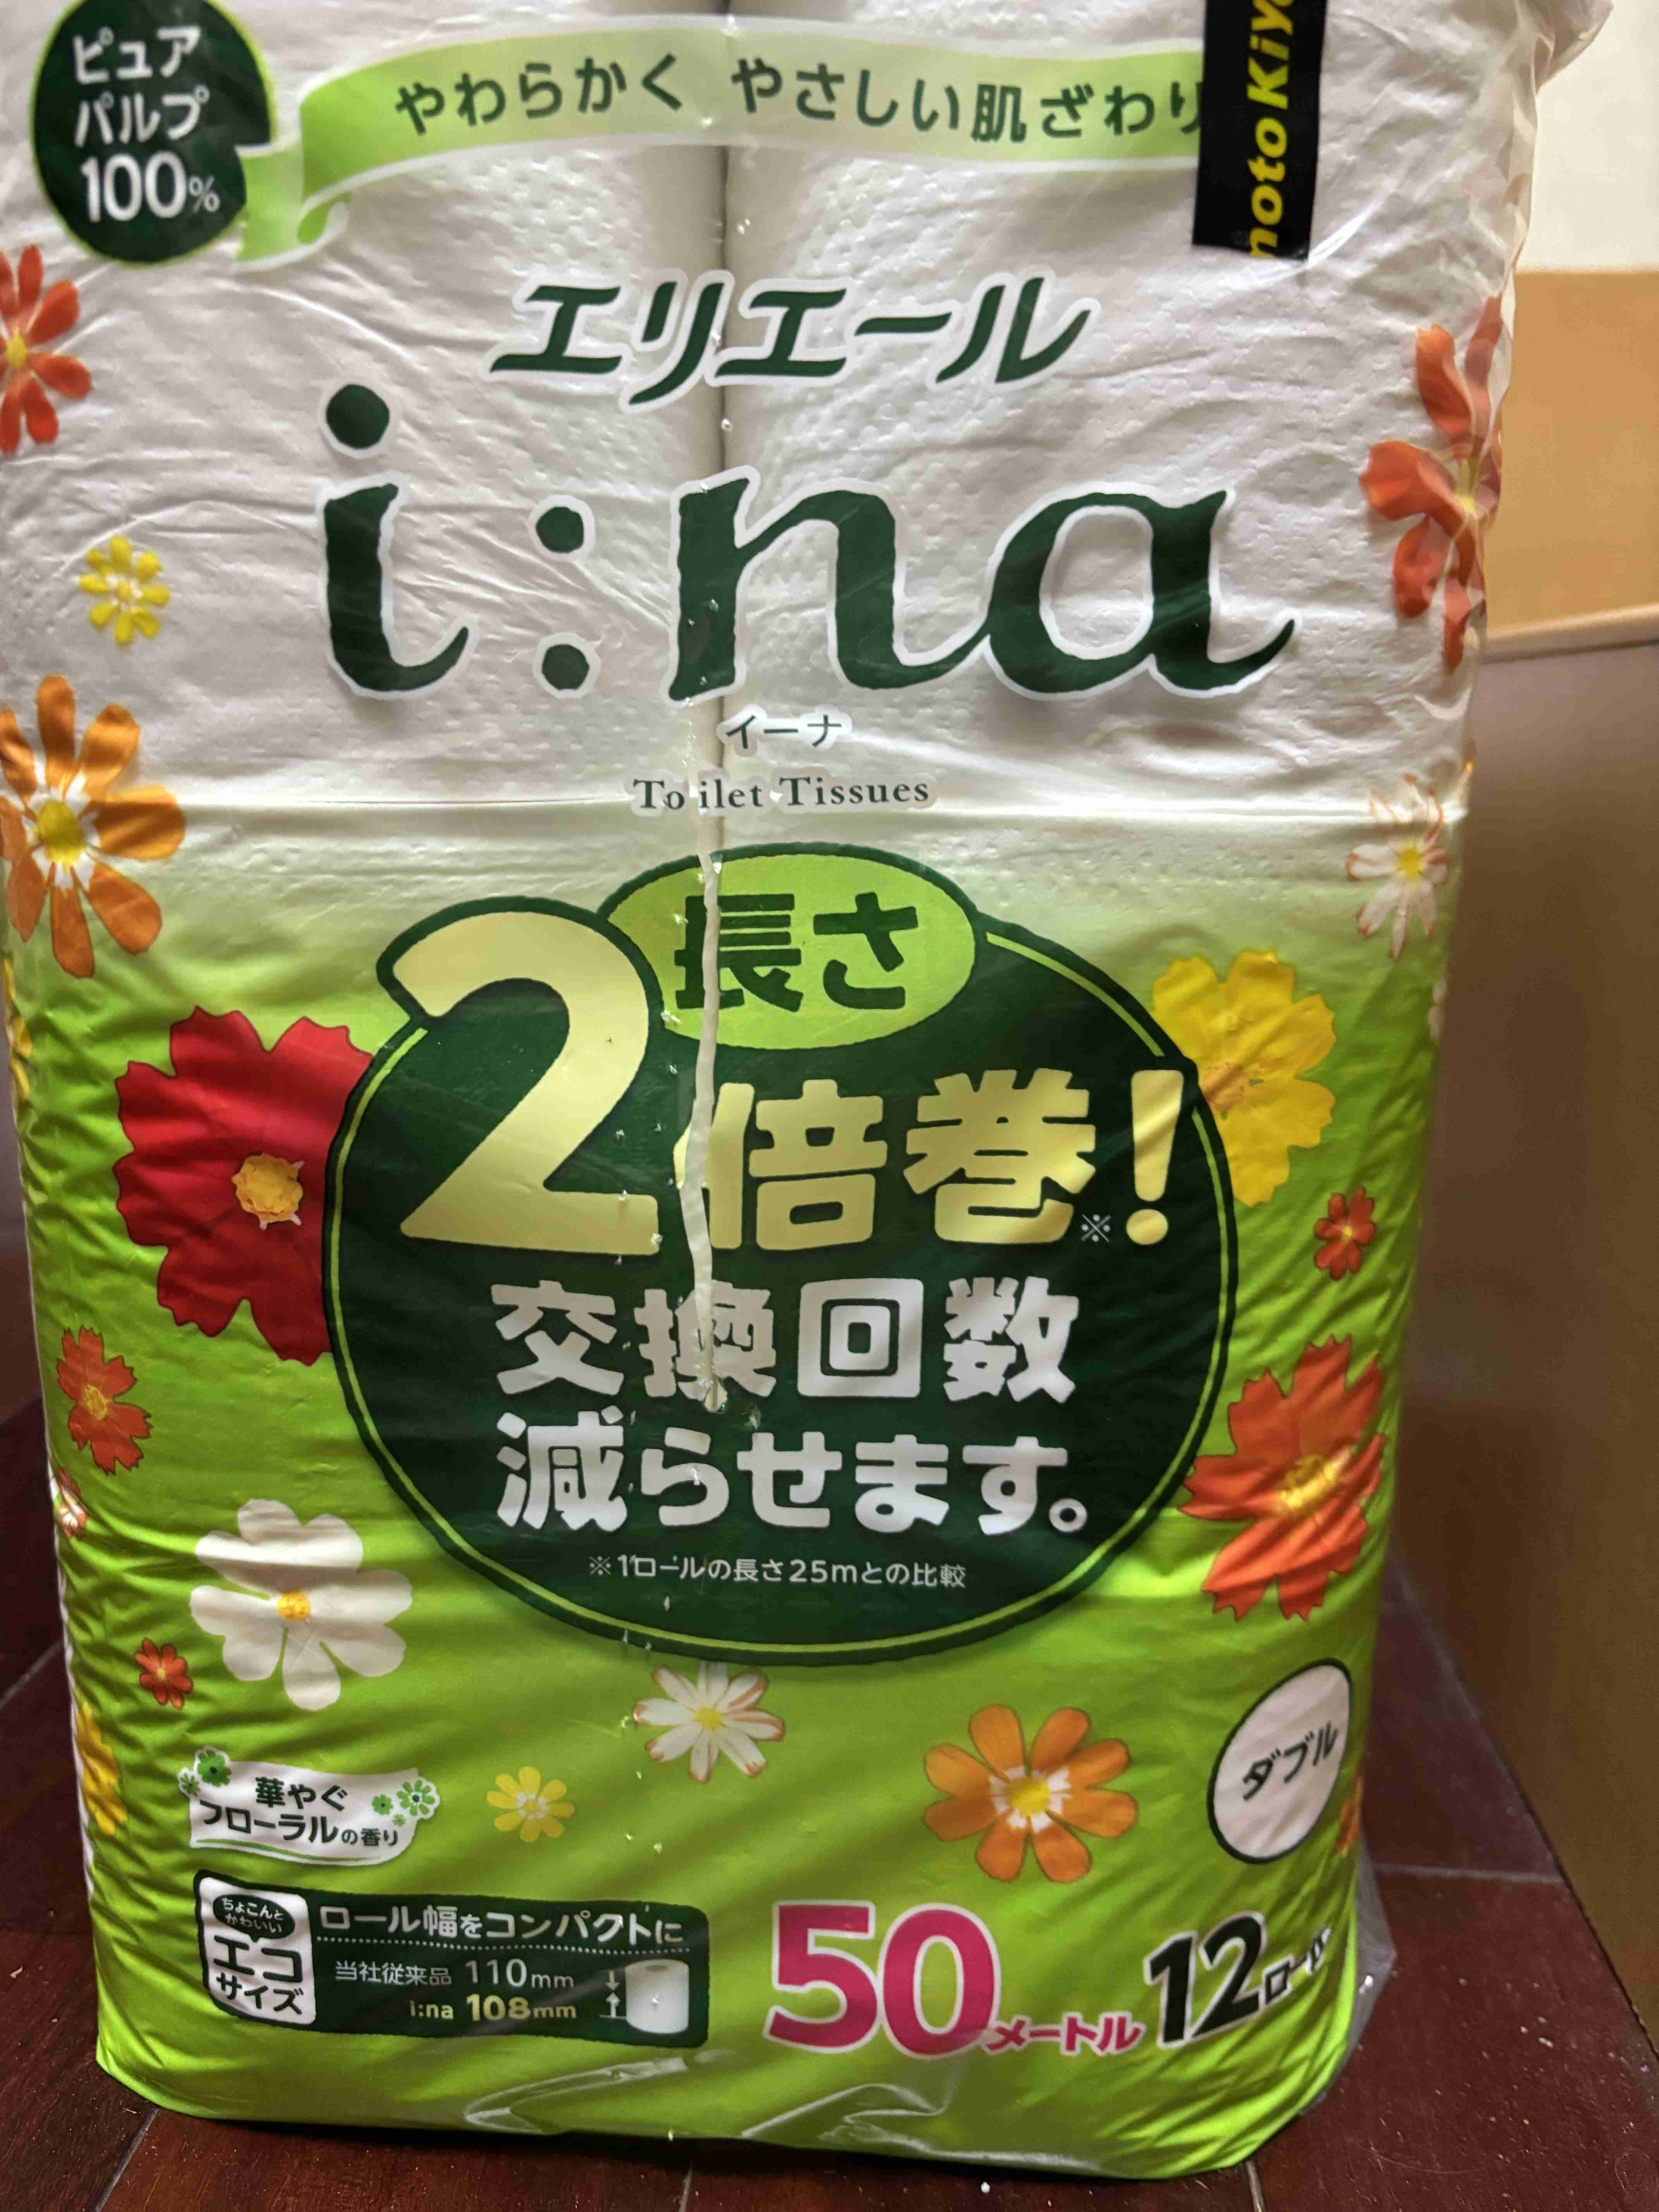 ピュア
パルプ
100%
やわらかく やさしい肌ざわり
moto Kiyo
エリエール
i:na
イーナ
Toilet Tissues
長さ
2倍巻!
※
交換回数
減らせます。
※1ロールの長さ25mとの比較
ダブル
華やぐ
フローラルの香り
ちょこんと
かわいい
エコ
サイズ
ロール幅をコンパクトに
当社従来品 110mm
i:na 108mm
50メートル 12ロール